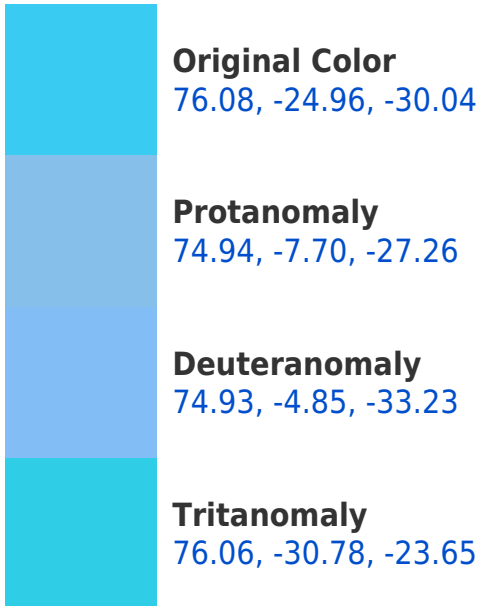 Original Color
76.08, -24.96, -30.04
Protanomaly
74.94, -7.70, -27.26
Deuteranomaly
74.93, -4.85, -33.23
Tritanomaly
76.06, -30.78, -23.65